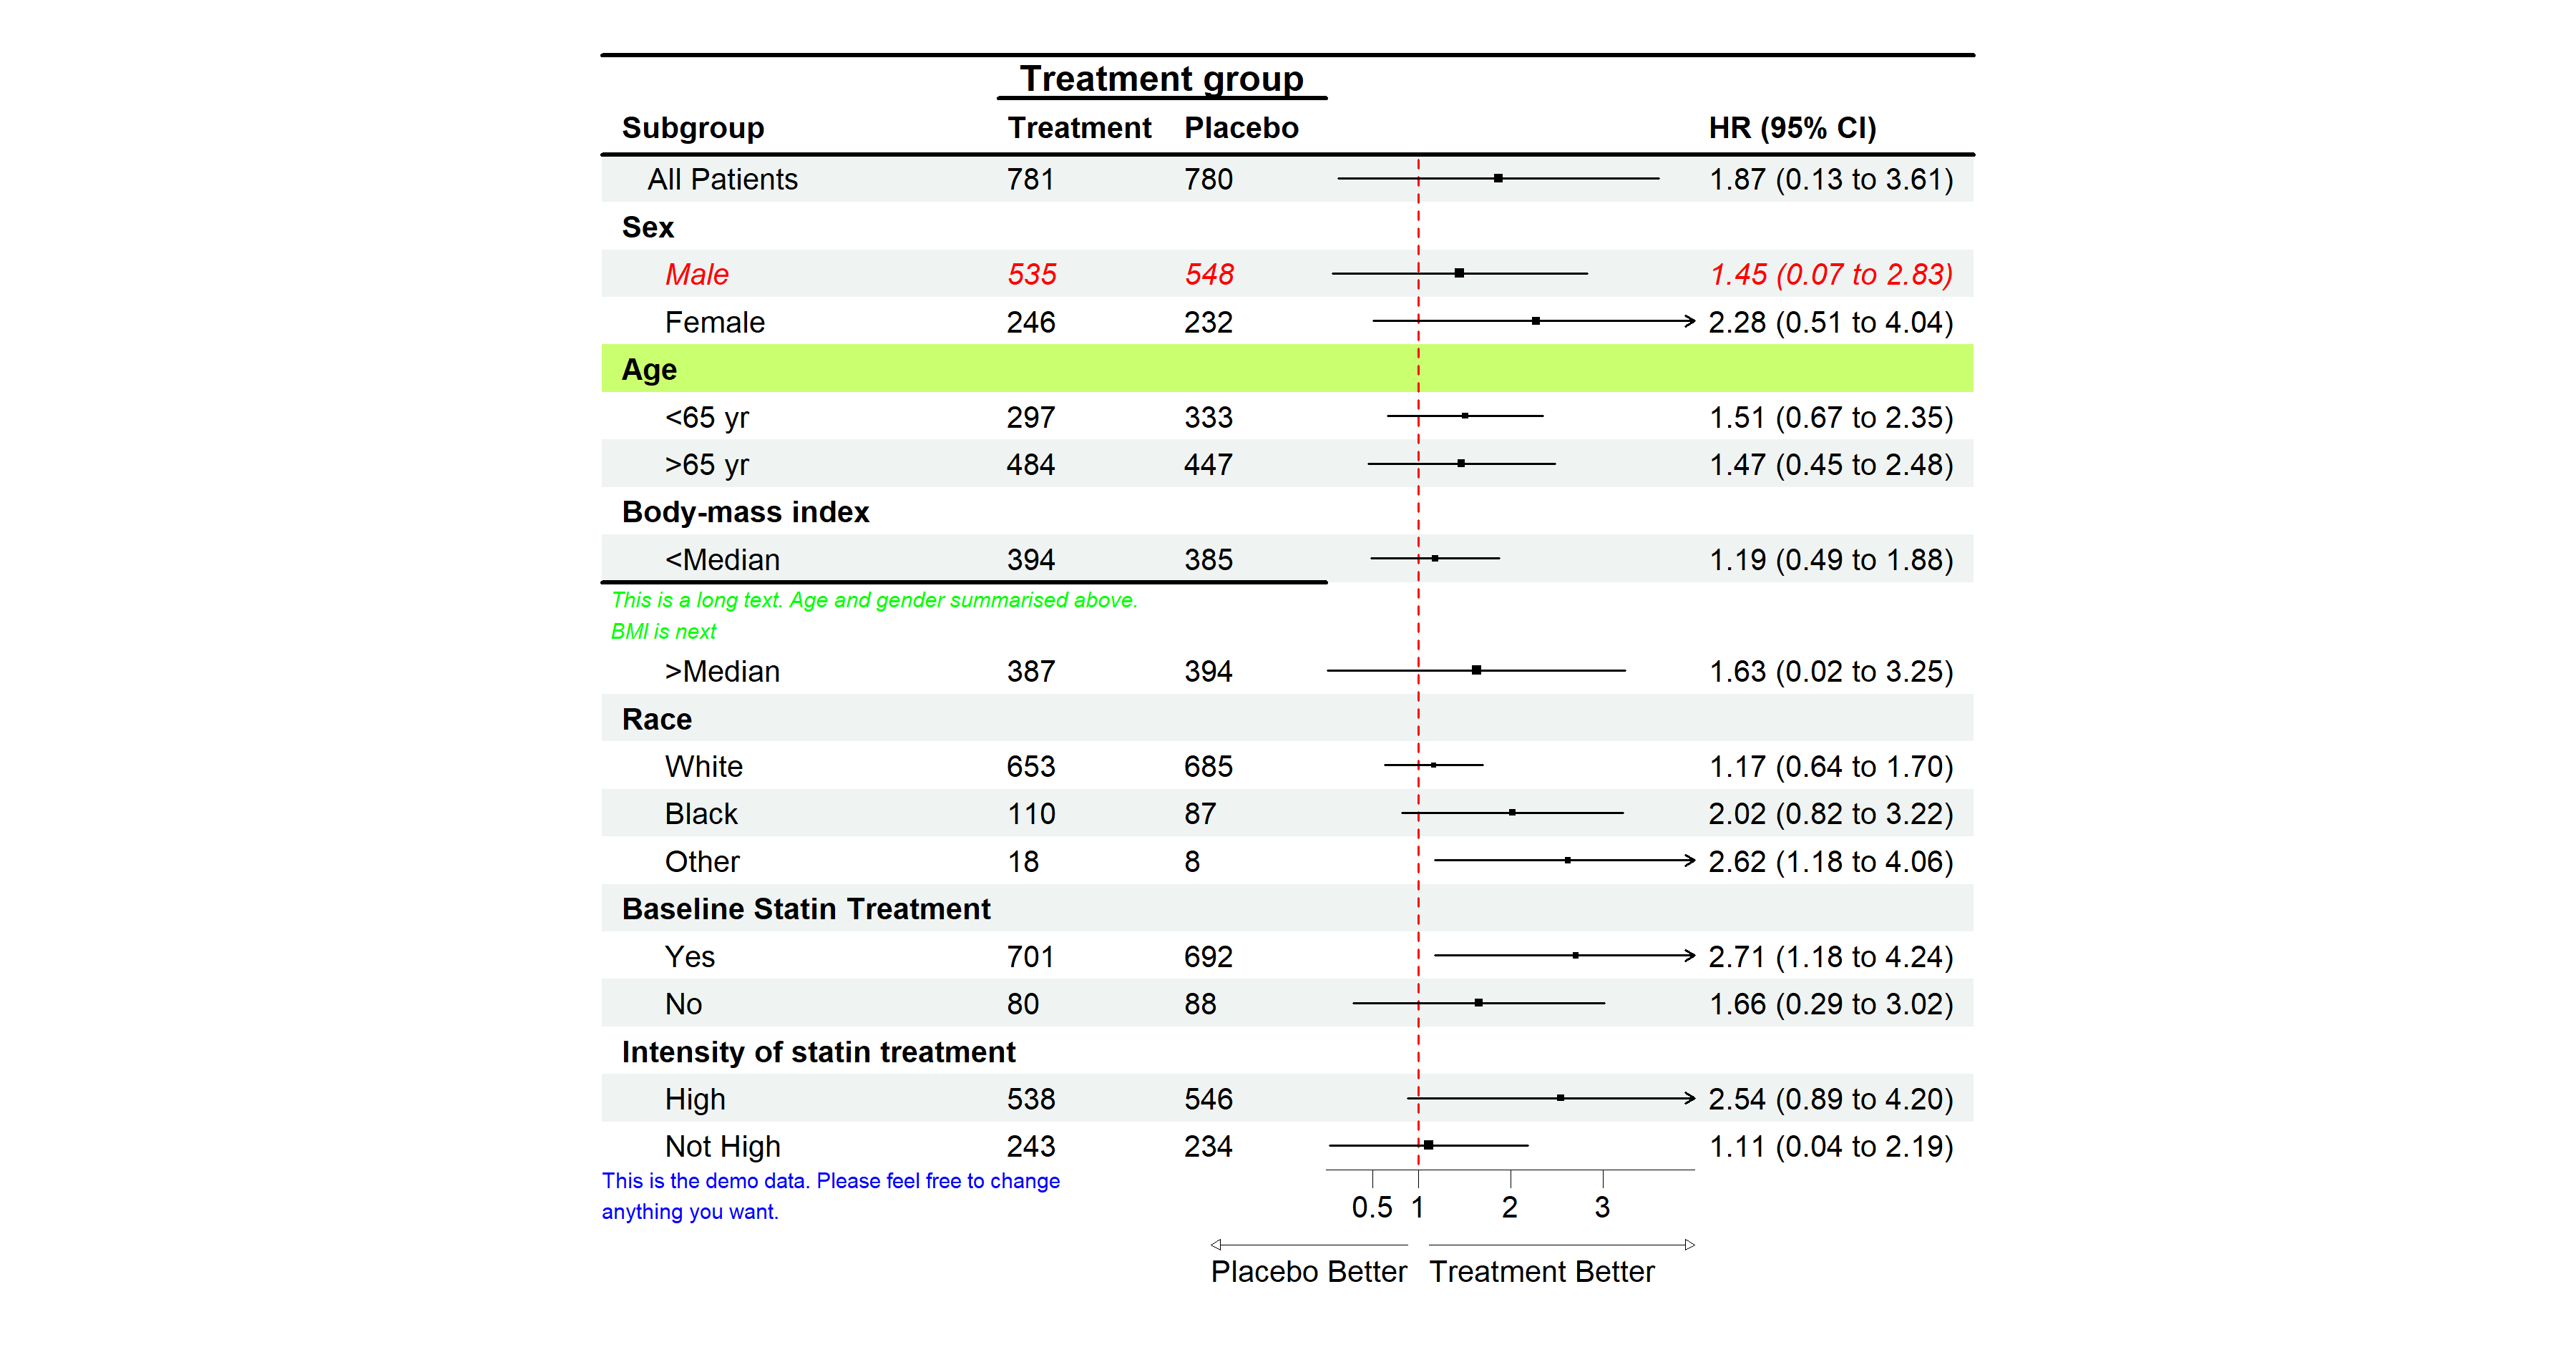 Treatment group
Subgroup Treatment Placebo HR (95% CI)
All Patients 781 780 1.87 (0.13 to 3.61)
Sex
Male 535 548 1.45 (0.07 to 2.83)
Female 246 232 2.28 (0.51 to 4.04)
Age
<65 yr 297 333 1.51 (0.67 to 2.35)
>65 yr 484 447 1.47 (0.45 to 2.48)
Body-mass index
<Median 394 385 1.19 (0.49 to 1.88)
This is a long text. Age and gender summarised above.
BMI is next
>Median 387 394 1.63 (0.02 to 3.25)
Race
White 653 685 1.17 (0.64 to 1.70)
Black 110 87 2.02 (0.82 to 3.22)
Other 18 8 2.62 (1.18 to 4.06)
Baseline Statin Treatment
Yes 701 692 2.71 (1.18 to 4.24)
No 80 88 1.66 (0.29 to 3.02)
Intensity of statin treatment
High 538 546 2.54 (0.89 to 4.20)
Not High 243 234 1.11 (0.04 to 2.19)
This is the demo data. Please feel free to change
anything you want.
0.5 1 2 3
Placebo Better Treatment Better